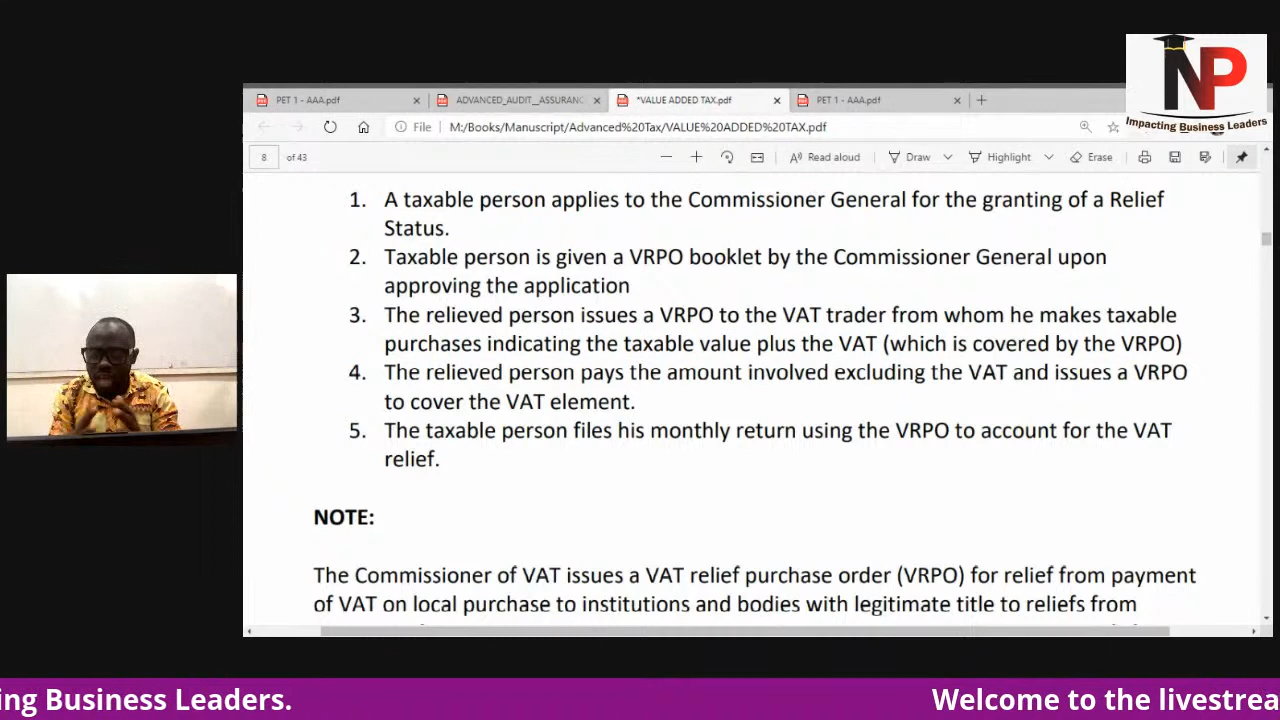 NP
Impacting Business Leaders
PET 1 - AAA.pdf
ADVANCED_AUDIT__ASSURANC
*VALUE ADDED TAX.pdf
PET 1 - AAA.pdf
File
M:/Books/Manuscript/Advanced%20Tax/VALUE%20ADDED%20TAX.pdf
8 of 43
Read aloud
Draw
Highlight
Erase
1. A taxable person applies to the Commissioner General for the granting of a Relief
Status.
2. Taxable person is given a VRPO booklet by the Commissioner General upon
approving the application
3. The relieved person issues a VRPO to the VAT trader from whom he makes taxable
purchases indicating the taxable value plus the VAT (which is covered by the VRPO)
4. The relieved person pays the amount involved excluding the VAT and issues a VRPO
to cover the VAT element.
5. The taxable person files his monthly return using the VRPO to account for the VAT
relief.
NOTE:
The Commissioner of VAT issues a VAT relief purchase order (VRPO) for relief from payment
of VAT on local purchase to institutions and bodies with legitimate title to reliefs from
ing Business Leaders.
Welcome to the livestrea